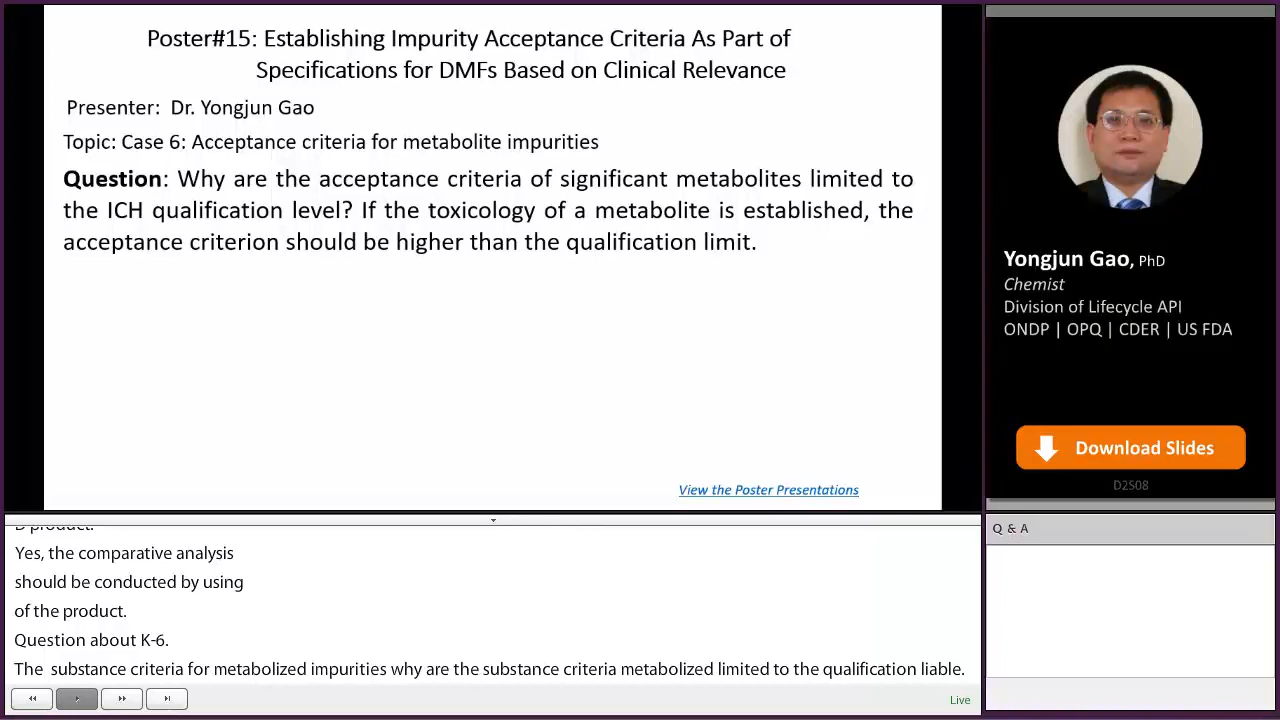 Poster#15: Establishing Impurity Acceptance Criteria As Part of
Specifications for DMFs Based on Clinical Relevance
Presenter: Dr. Yongjun Gao
Topic: Case 6: Acceptance criteria for metabolite impurities
Question: Why are the acceptance criteria of significant metabolites limited to
the ICH qualification level? If the toxicology of a metabolite is established, the
acceptance criterion should be higher than the qualification limit.
View the Poster Presentations
Yongjun Gao, PhD
Chemist
Division of Lifecycle API
ONDP | OPQ | CDER | US FDA
Download Slides
D2S08
D product.
Yes, the comparative analysis
should be conducted by using
of the product.
Question about K-6.
The substance criteria for metabolized impurities why are the substance criteria metabolized limited to the qualification liable.
Live
Q & A